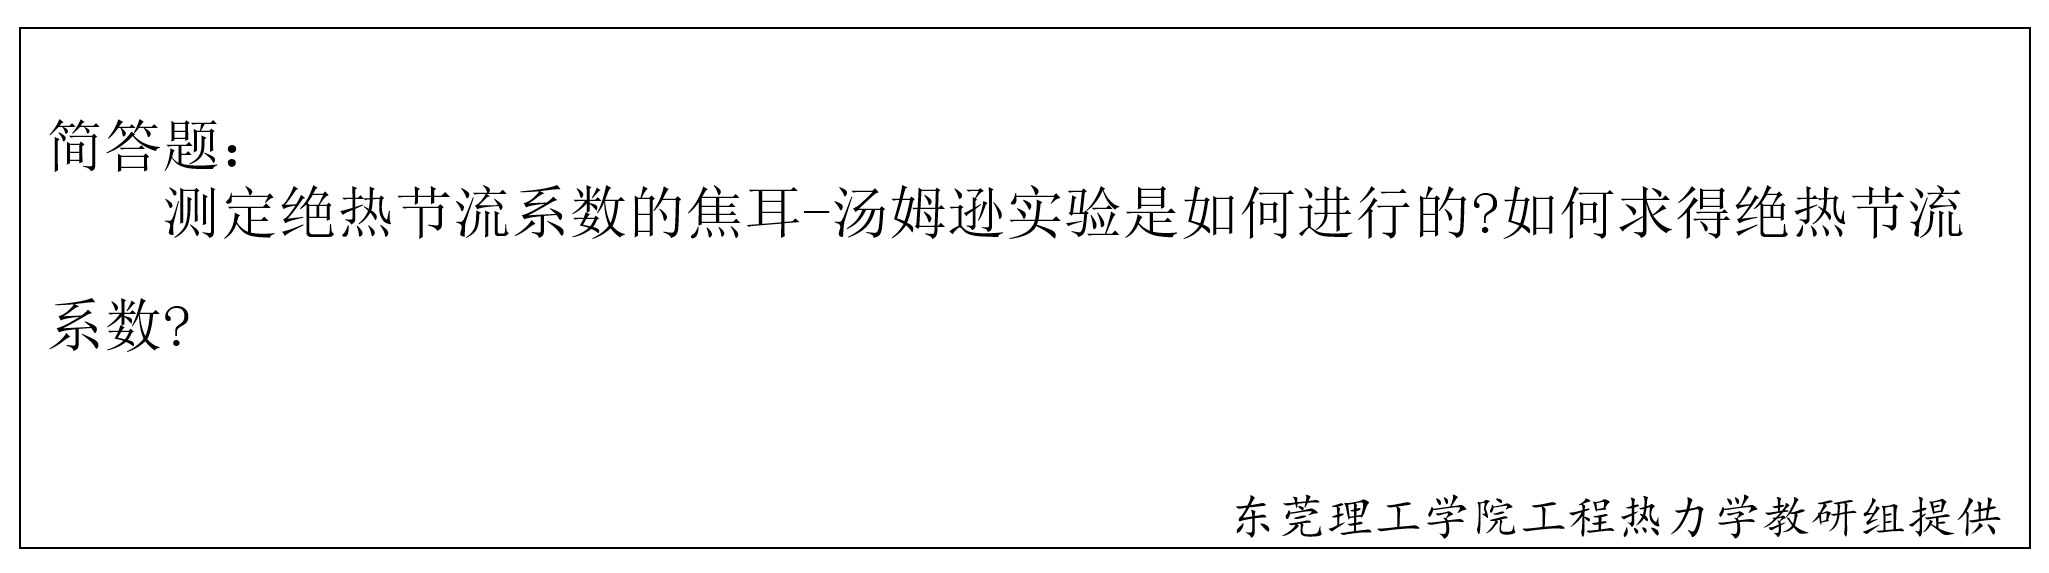 简答题：
测定绝热节流系数的焦耳-汤姆逊实验是如何进行的?如何求得绝热节流
系数?
东莞理工学院工程热力学教研组提供